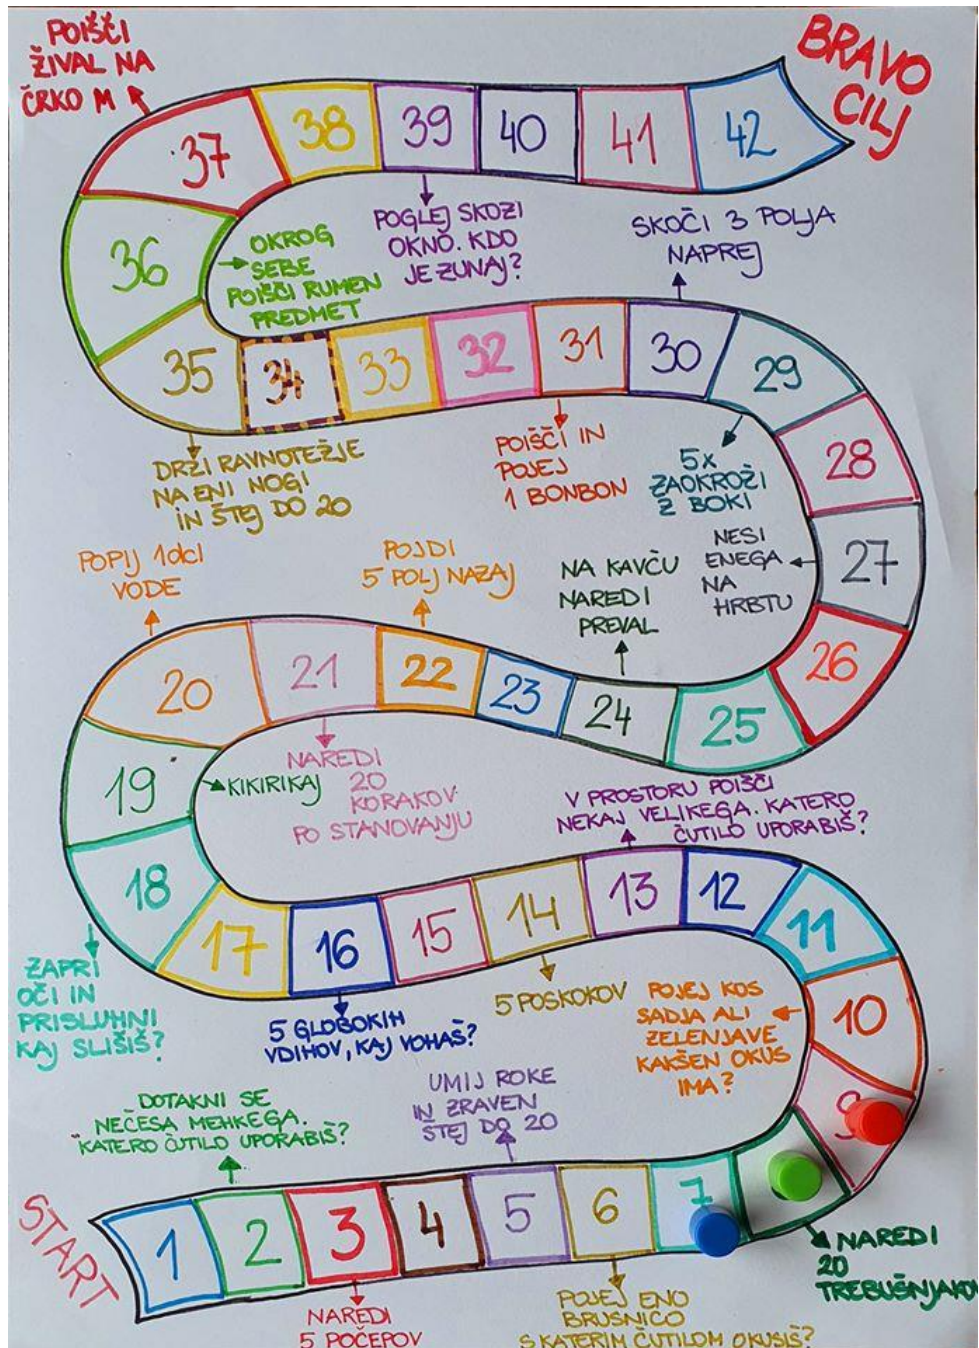 POIŠČI
ŽIVAL NA
ČRKO M
BRAVO
CILJ
37
38
39
40
41
42
36
OKROG
SEBE
POIŠČI RUMEN
PREDMET
POGLEJ SKOZI
OKNO. KDO
JE ZUNAJ?
SKOČI 3 POLJA
NAPREJ
35
34
33
32
31
30
29
DRŽI RAVNOTEŽJE
NA ENI NOGI
IN ŠTEJ DO 20
POIŠČI IN
POJEJ
1 BONBON
5X
ZAOKROŽI
Z BOKI
28
27
NESI
ENEGA
NA
HRBTU
POPIJ 1dcl
VODE
POJDI
5 POLJ NAZAJ
NA KAVČU
NAREDI
PREVAL
26
20
21
22
23
24
25
19
KIKIRIKAJ
NAREDI
20
KORAKOV
PO STANOVANJU
V PROSTORU POIŠČI
NEKAJ VELIKEGA. KATERO
ČUTILO UPORABIŠ?
18
17
16
15
14
13
12
11
ZAPRI
OČI IN
PRISLUHNI
KAJ SLIŠIŠ?
5 GLOBOKIH
VDIHOV, KAJ VOHAŠ?
5 POSKOKOV
POJEJ KOS
SADJA ALI
ZELENJAVE
KAKŠEN OKUS
IMA?
10
9
DOTAKNI SE
NEČESA MEHKEGA.
KATERO ČUTILO UPORABIŠ?
UMIJ ROKE
IN ZRAVEN
ŠTEJ DO 20
START
1
2
3
4
5
6
7
NAREDI
5 POČEPOV
POJEJ ENO
BRUSNICO
S KATERIM ČUTILOM OKUSIŠ?
NAREDI
20
TREBUŠNJAKOV